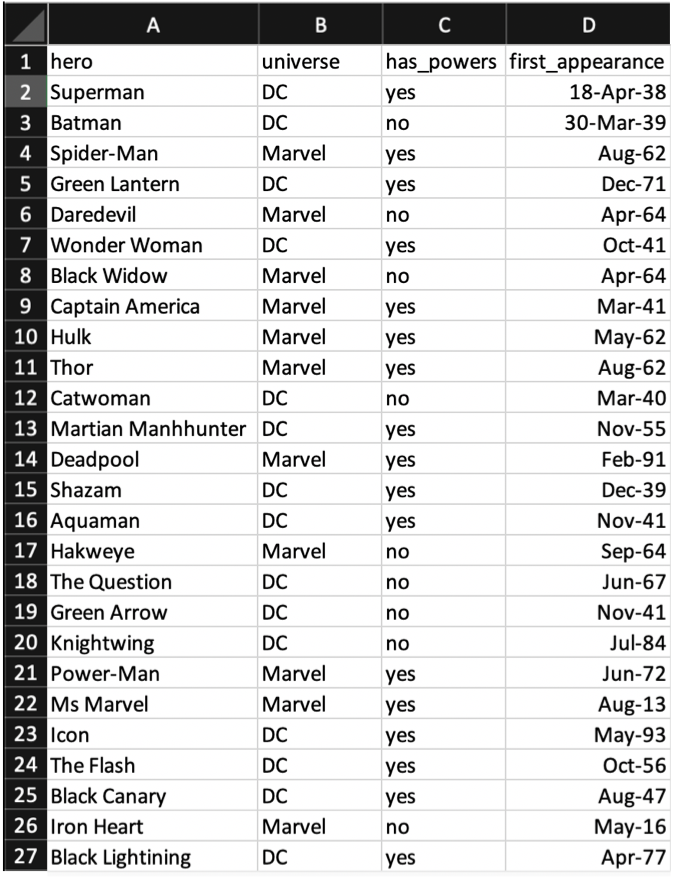 A B C D
1 hero universe has_powers first_appearance
2 Superman DC yes 18-Apr-38
3 Batman DC no 30-Mar-39
4 Spider-Man Marvel yes Aug-62
5 Green Lantern DC yes Dec-71
6 Daredevil Marvel no Apr-64
7 Wonder Woman DC yes Oct-41
8 Black Widow Marvel no Apr-64
9 Captain America Marvel yes Mar-41
10 Hulk Marvel yes May-62
11 Thor Marvel yes Aug-62
12 Catwoman DC no Mar-40
13 Martian Manhhunter DC yes Nov-55
14 Deadpool Marvel yes Feb-91
15 Shazam DC yes Dec-39
16 Aquaman DC yes Nov-41
17 Hakweye Marvel no Sep-64
18 The Question DC no Jun-67
19 Green Arrow DC no Nov-41
20 Knightwing DC no Jul-84
21 Power-Man Marvel yes Jun-72
22 Ms Marvel Marvel yes Aug-13
23 Icon DC yes May-93
24 The Flash DC yes Oct-56
25 Black Canary DC yes Aug-47
26 Iron Heart Marvel no May-16
27 Black Lightining DC yes Apr-77